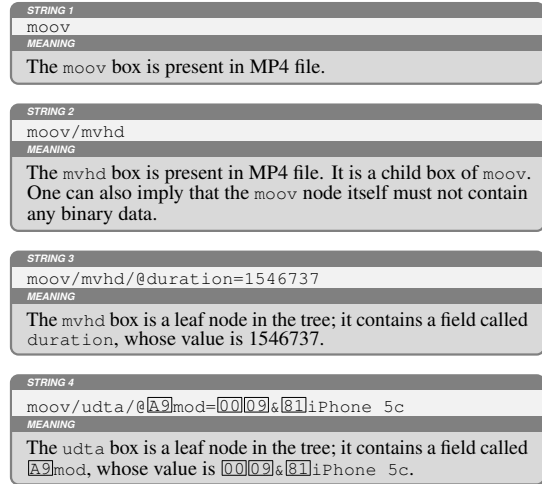 STRING 1
moov
MEANING
The moov box is present in MP4 file.
STRING 2
moov/mvhd
MEANING
The mvhd box is present in MP4 file. It is a child box of moov.
One can also imply that the moov node itself must not contain
any binary data.
STRING 3
moov/mvhd/@duration=1546737
MEANING
The mvhd box is a leaf node in the tree; it contains a field called
duration, whose value is 1546737.
STRING 4
moov/udta/@A9mod=0009&81iPhone 5c
MEANING
The udta box is a leaf node in the tree; it contains a field called
A9mod, whose value is 0009&81iPhone 5c.